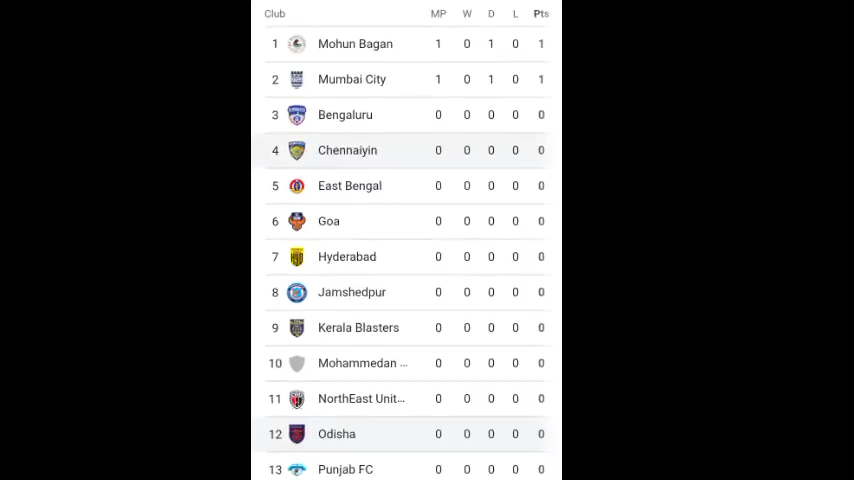 Club MP W D L Pts
1 Mohun Bagan 1 0 1 0 1
2 Mumbai City 1 0 1 0 1
3 Bengaluru 0 0 0 0 0
4 Chennaiyin 0 0 0 0 0
5 East Bengal 0 0 0 0 0
6 Goa 0 0 0 0 0
7 Hyderabad 0 0 0 0 0
8 Jamshedpur 0 0 0 0 0
9 Kerala Blasters 0 0 0 0 0
10 Mohammedan ... 0 0 0 0 0
11 NorthEast Unit... 0 0 0 0 0
12 Odisha 0 0 0 0 0
13 Punjab FC 0 0 0 0 0